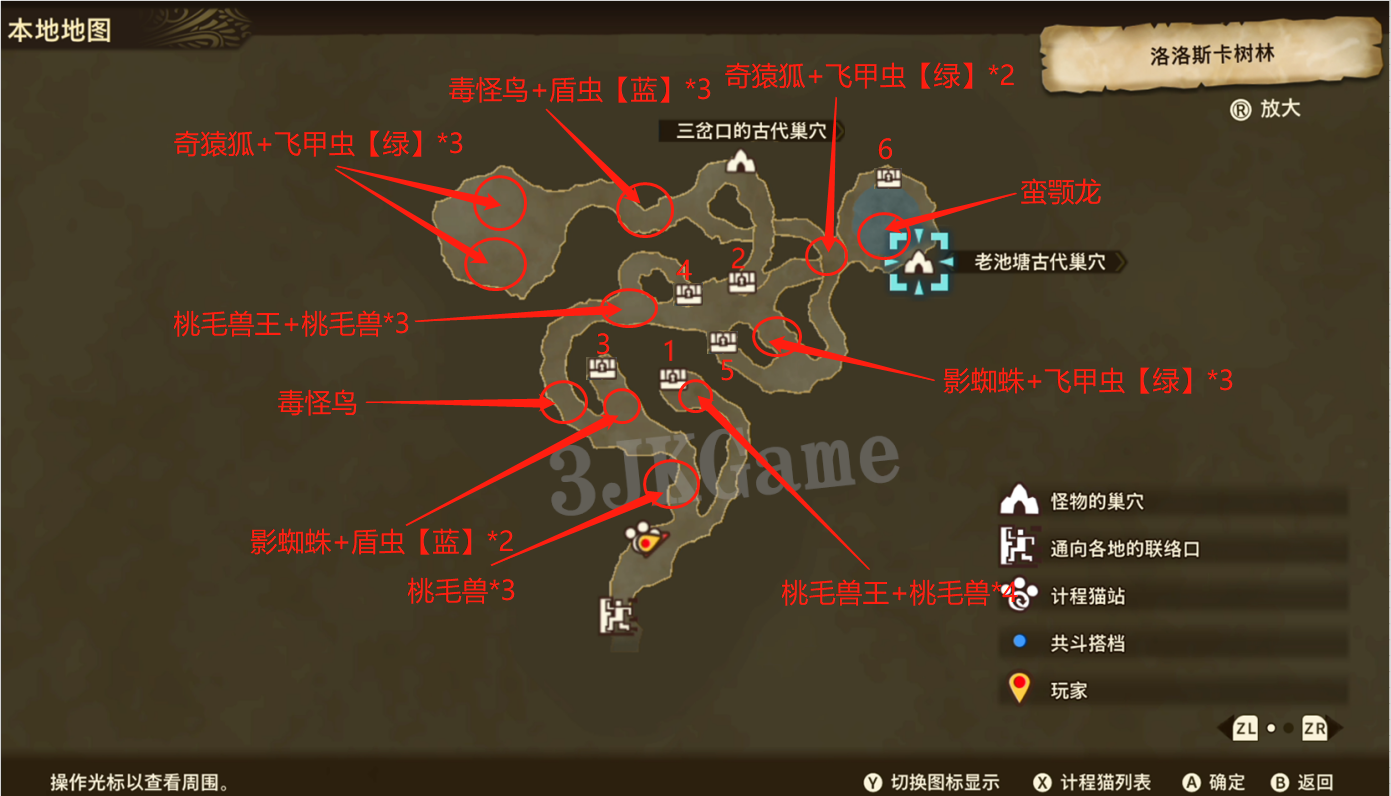 本地地图
洛洛斯卡树林
R 放大
奇猿狐+飞甲虫【绿】*2
毒怪鸟+盾虫【蓝】*3
三岔口的古代巢穴
奇猿狐+飞甲虫【绿】*3
6
蛮颚龙
老池塘古代巢穴
2
4
桃毛兽王+桃毛兽*3
3
1
5
影蜘蛛+飞甲虫【绿】*3
毒怪鸟
3JKGame
怪物的巢穴
影蜘蛛+盾虫【蓝】*2
通向各地的联络口
桃毛兽*3
桃毛兽王+桃毛兽*4
计程猫站
共斗搭档
玩家
ZL ZR
操作光标以查看周围。
Y 切换图标显示 X 计程猫列表 A 确定 B 返回